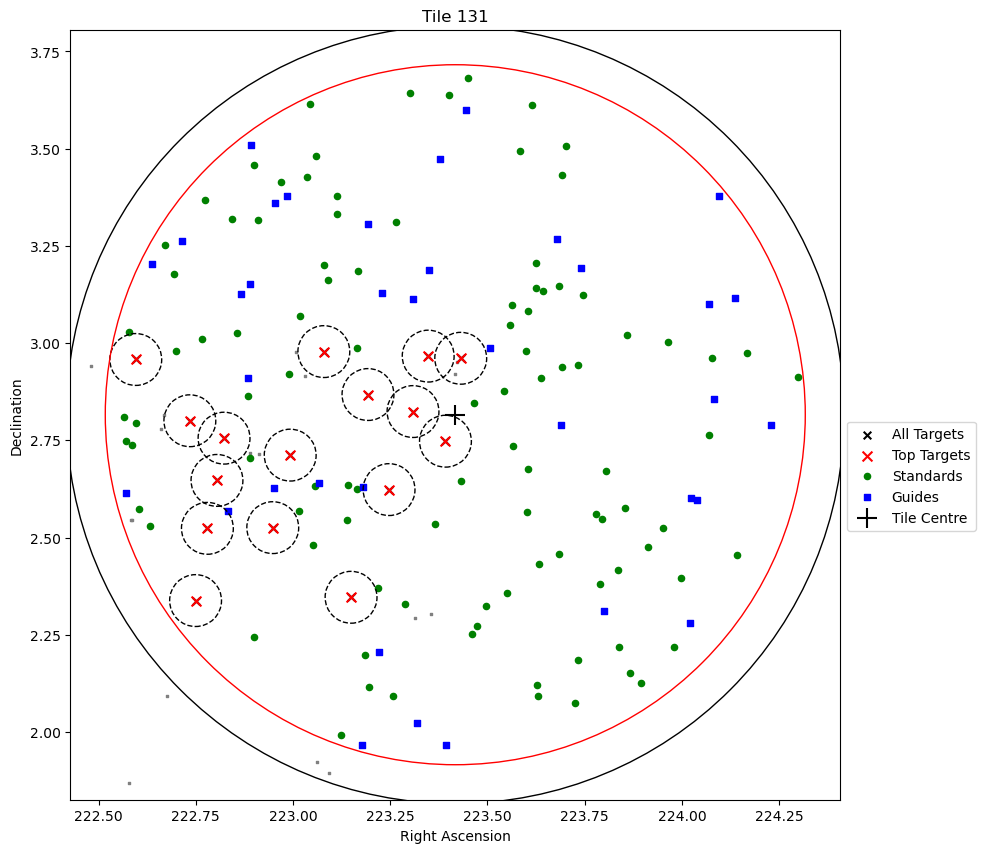 Tile 131
3.75
3.50
3.25
3.00
2.75
2.50
2.25
2.00
Declination
222.50 222.75 223.00 223.25 223.50 223.75 224.00 224.25
Right Ascension
All Targets
Top Targets
Standards
Guides
Tile Centre